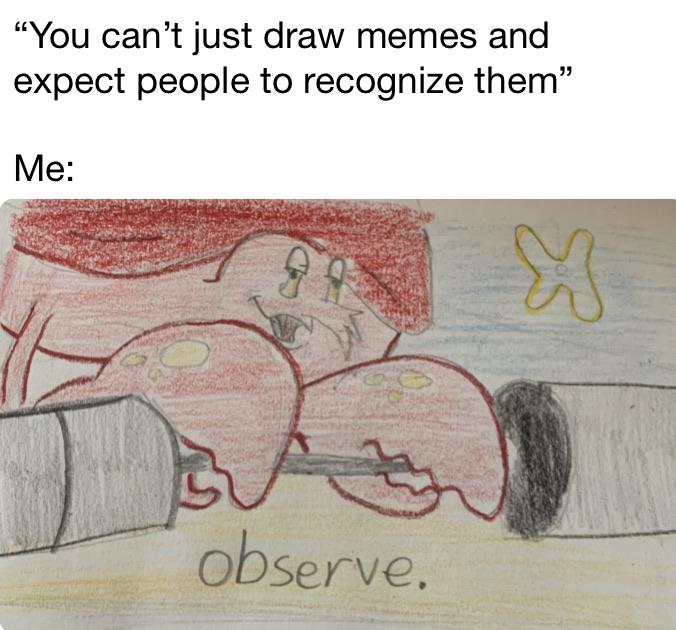 “You can’t just draw memes and
expect people to recognize them”
Me:
observe.